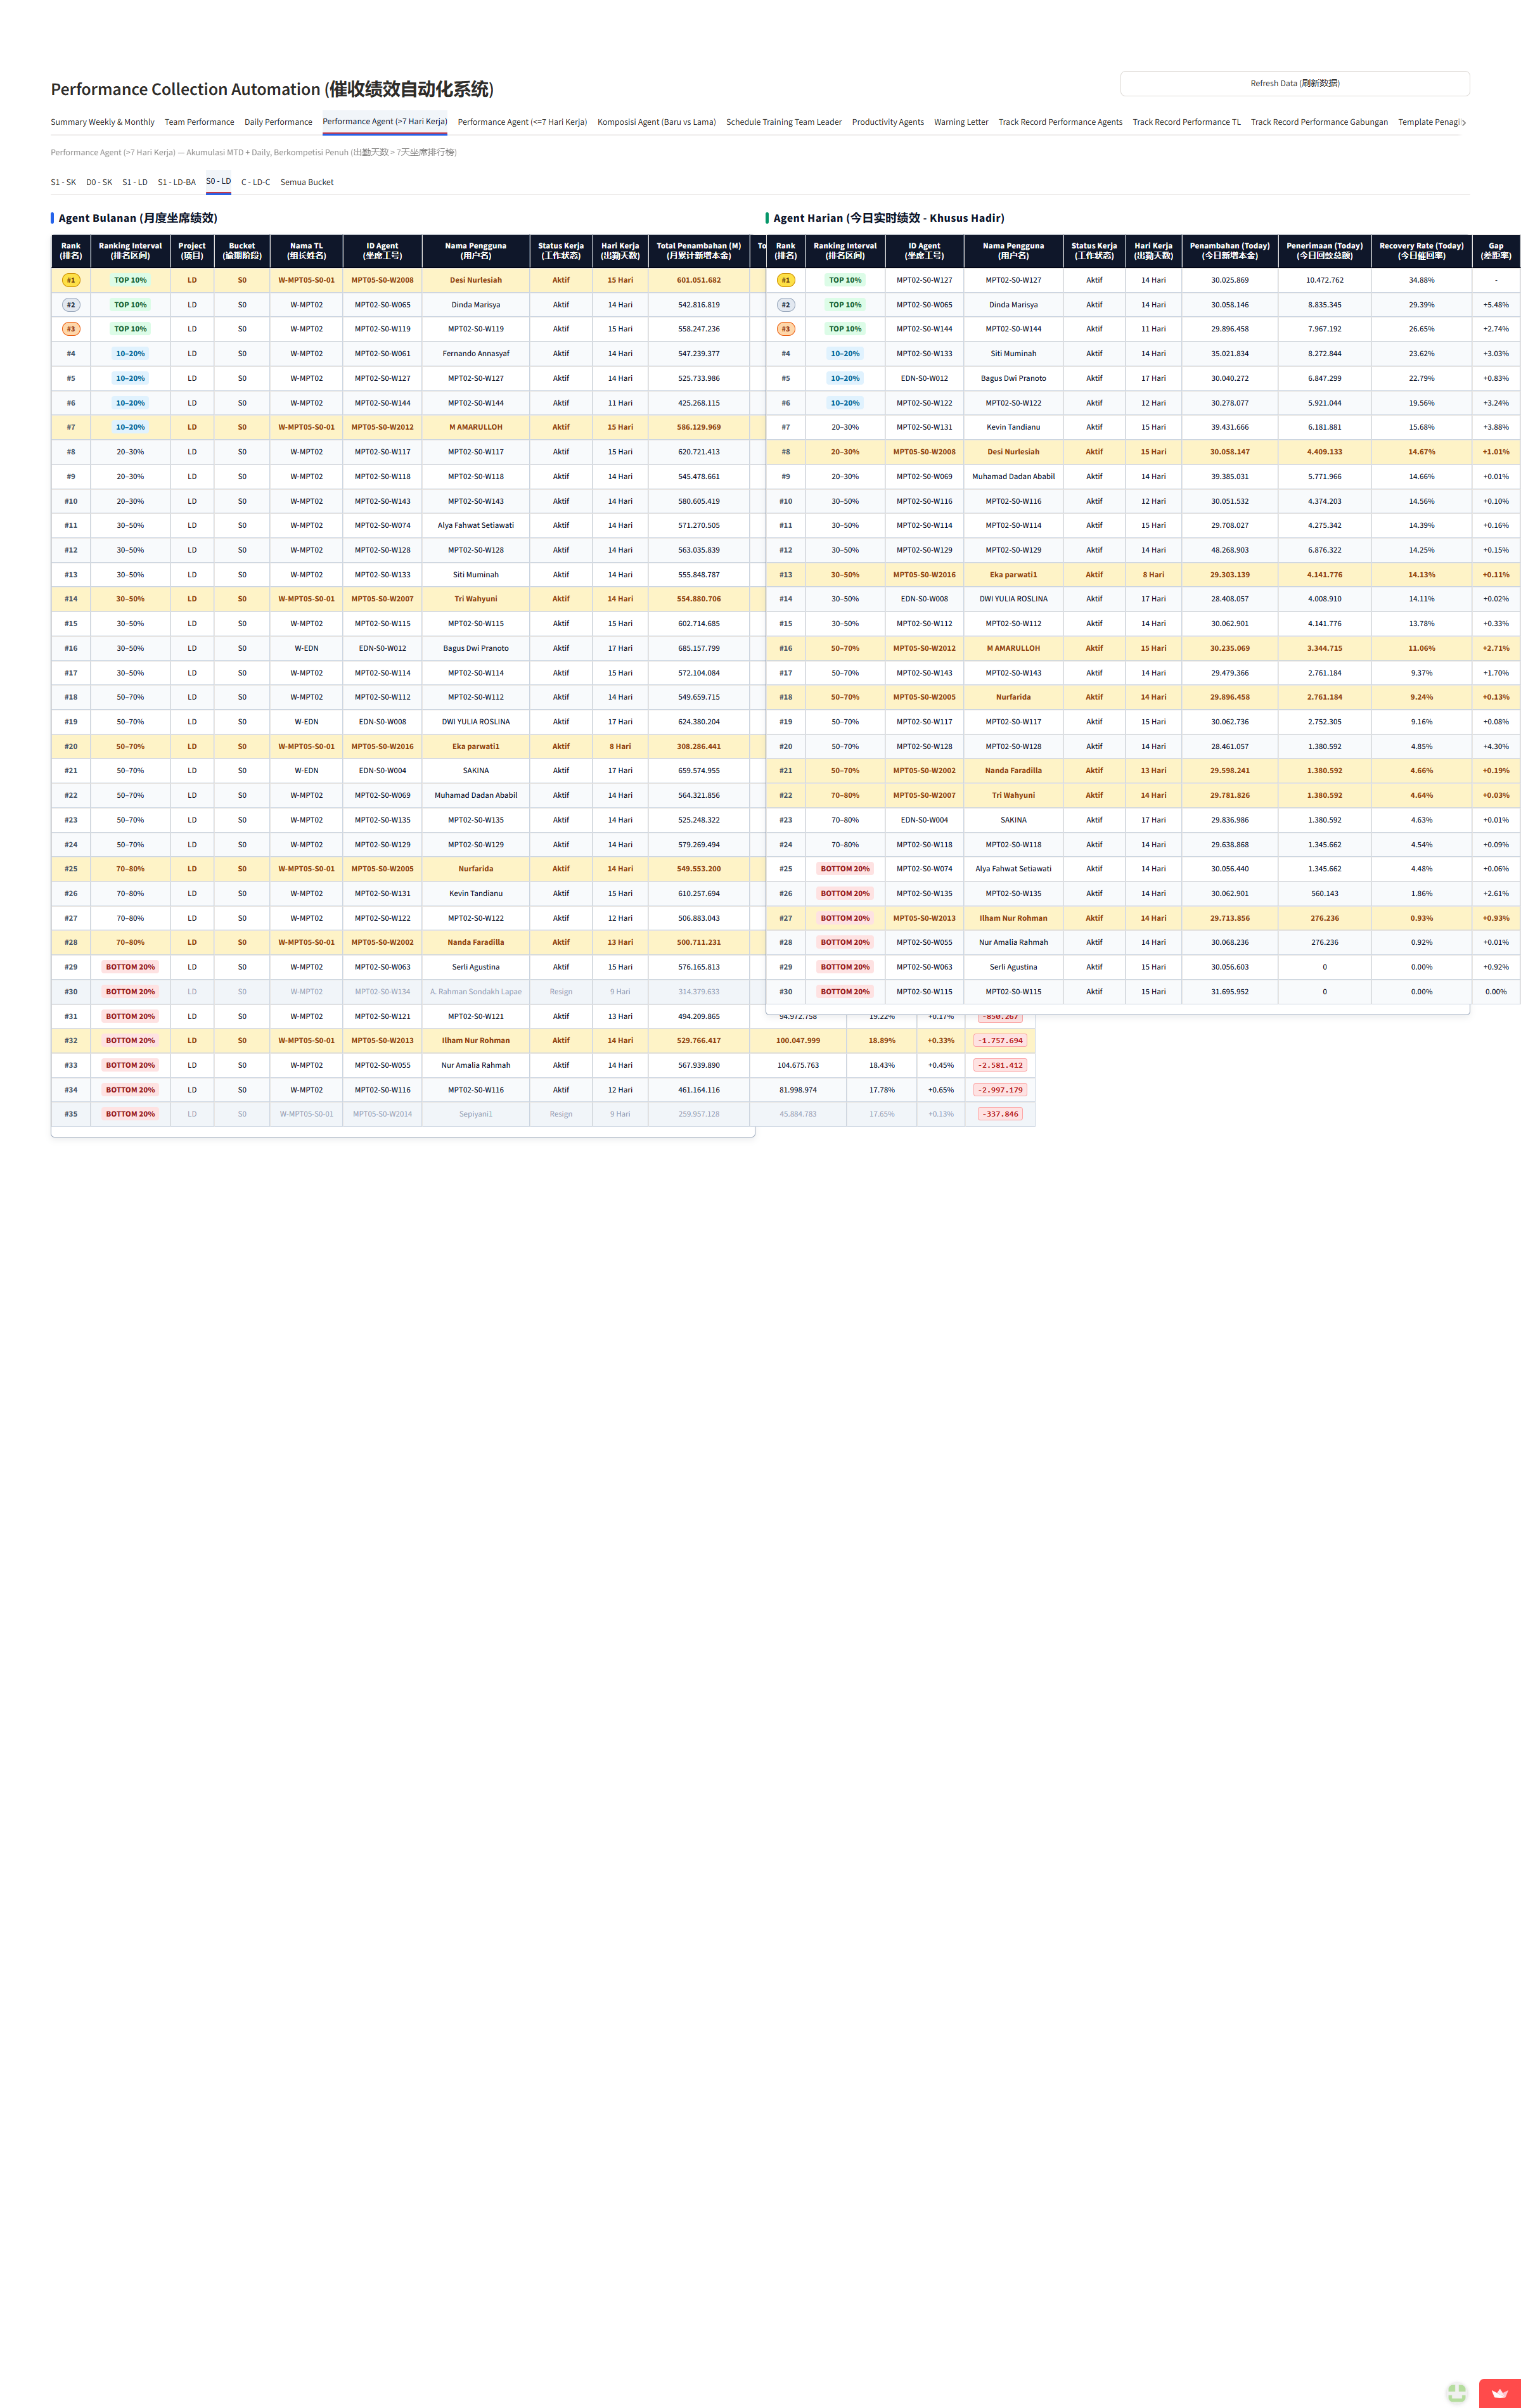 Performance Collection Automation (催收绩效自动化系统)
Refresh Data (刷新数据)
Summary Weekly & Monthly Team Performance Daily Performance Performance Agent (>7 Hari Kerja) Performance Agent (<=7 Hari Kerja) Komposisi Agent (Baru vs Lama) Schedule Training Team Leader Productivity Agents Warning Letter Track Record Performance Agents Track Record Performance TL Track Record Performance Gabungan Template Penagi
Performance Agent (>7 Hari Kerja) — Akumulasi MTD + Daily, Berkompetisi Penuh (出勤天数 > 7天坐席排行榜)
S1 - SK D0 - SK S1 - LD S1 - LD-BA S0 - LD C - LD-C Semua Bucket
Agent Bulanan (月度坐席绩效)
Rank Ranking Interval Project Bucket Nama TL ID Agent Nama Pengguna Status Kerja Hari Kerja Total Penambahan (M) To
(排名) (排名区间) (项目) (逾期阶段) (组长姓名) (坐席工号) (用户名) (工作状态) (出勤天数) (月累计新增本金)
#1 TOP 10% LD S0 W-MPT05-S0-01 MPT05-S0-W2008 Desi Nurlesiah Aktif 15 Hari 601.051.682
#2 TOP 10% LD S0 W-MPT02 MPT02-S0-W065 Dinda Marisya Aktif 14 Hari 542.816.819
#3 TOP 10% LD S0 W-MPT02 MPT02-S0-W119 MPT02-S0-W119 Aktif 15 Hari 558.247.236
#4 10–20% LD S0 W-MPT02 MPT02-S0-W061 Fernando Annasyaf Aktif 14 Hari 547.239.377
#5 10–20% LD S0 W-MPT02 MPT02-S0-W127 MPT02-S0-W127 Aktif 14 Hari 525.733.986
#6 10–20% LD S0 W-MPT02 MPT02-S0-W144 MPT02-S0-W144 Aktif 11 Hari 425.268.115
#7 10–20% LD S0 W-MPT05-S0-01 MPT05-S0-W2012 M AMARULLOH Aktif 15 Hari 586.129.969
#8 20–30% LD S0 W-MPT02 MPT02-S0-W117 MPT02-S0-W117 Aktif 15 Hari 620.721.413
#9 20–30% LD S0 W-MPT02 MPT02-S0-W118 MPT02-S0-W118 Aktif 14 Hari 545.478.661
#10 20–30% LD S0 W-MPT02 MPT02-S0-W143 MPT02-S0-W143 Aktif 14 Hari 580.605.419
#11 30–50% LD S0 W-MPT02 MPT02-S0-W074 Alya Fahwat Setiawati Aktif 14 Hari 571.270.505
#12 30–50% LD S0 W-MPT02 MPT02-S0-W128 MPT02-S0-W128 Aktif 14 Hari 563.035.839
#13 30–50% LD S0 W-MPT02 MPT02-S0-W133 Siti Muminah Aktif 14 Hari 555.848.787
#14 30–50% LD S0 W-MPT05-S0-01 MPT05-S0-W2007 Tri Wahyuni Aktif 14 Hari 554.880.706
#15 30–50% LD S0 W-MPT02 MPT02-S0-W115 MPT02-S0-W115 Aktif 15 Hari 602.714.685
#16 30–50% LD S0 W-EDN EDN-S0-W012 Bagus Dwi Pranoto Aktif 17 Hari 685.157.799
#17 30–50% LD S0 W-MPT02 MPT02-S0-W114 MPT02-S0-W114 Aktif 15 Hari 572.104.084
#18 50–70% LD S0 W-MPT02 MPT02-S0-W112 MPT02-S0-W112 Aktif 14 Hari 549.659.715
#19 50–70% LD S0 W-EDN EDN-S0-W008 DWI YULIA ROSLINA Aktif 17 Hari 624.380.204
#20 50–70% LD S0 W-MPT05-S0-01 MPT05-S0-W2016 Eka parwati1 Aktif 8 Hari 308.286.441
#21 50–70% LD S0 W-EDN EDN-S0-W004 SAKINA Aktif 17 Hari 659.574.955
#22 50–70% LD S0 W-MPT02 MPT02-S0-W069 Muhamad Dadan Ababil Aktif 14 Hari 564.321.856
#23 50–70% LD S0 W-MPT02 MPT02-S0-W135 MPT02-S0-W135 Aktif 14 Hari 525.248.322
#24 50–70% LD S0 W-MPT02 MPT02-S0-W129 MPT02-S0-W129 Aktif 14 Hari 579.269.494
#25 70–80% LD S0 W-MPT05-S0-01 MPT05-S0-W2005 Nurfarida Aktif 14 Hari 549.553.200
#26 70–80% LD S0 W-MPT02 MPT02-S0-W131 Kevin Tandianu Aktif 15 Hari 610.257.694
#27 70–80% LD S0 W-MPT02 MPT02-S0-W122 MPT02-S0-W122 Aktif 12 Hari 506.883.043
#28 70–80% LD S0 W-MPT05-S0-01 MPT05-S0-W2002 Nanda Faradilla Aktif 13 Hari 500.711.231
#29 BOTTOM 20% LD S0 W-MPT02 MPT02-S0-W063 Serli Agustina Aktif 15 Hari 576.165.813
#30 BOTTOM 20% LD S0 W-MPT02 MPT02-S0-W134 A. Rahman Sondakh Lapae Resign 9 Hari 314.379.633
#31 BOTTOM 20% LD S0 W-MPT02 MPT02-S0-W121 MPT02-S0-W121 Aktif 13 Hari 494.209.865 94.972.758 19.22% +0.17% -850.267
#32 BOTTOM 20% LD S0 W-MPT05-S0-01 MPT05-S0-W2013 Ilham Nur Rohman Aktif 14 Hari 529.766.417 100.047.999 18.89% +0.33% -1.757.694
#33 BOTTOM 20% LD S0 W-MPT02 MPT02-S0-W055 Nur Amalia Rahmah Aktif 14 Hari 567.939.890 104.675.763 18.43% +0.45% -2.581.412
#34 BOTTOM 20% LD S0 W-MPT02 MPT02-S0-W116 MPT02-S0-W116 Aktif 12 Hari 461.164.116 81.998.974 17.78% +0.65% -2.997.179
#35 BOTTOM 20% LD S0 W-MPT05-S0-01 MPT05-S0-W2014 Sepiyani1 Resign 9 Hari 259.957.128 45.884.783 17.65% +0.13% -337.846
Agent Harian (今日实时绩效 - Khusus Hadir)
Rank Ranking Interval ID Agent Nama Pengguna Status Kerja Hari Kerja Penambahan (Today) Penerimaan (Today) Recovery Rate (Today) Gap
(排名) (排名区间) (坐席工号) (用户名) (工作状态) (出勤天数) (今日新增本金) (今日回款总额) (今日催回率) (差距率)
#1 TOP 10% MPT02-S0-W127 MPT02-S0-W127 Aktif 14 Hari 30.025.869 10.472.762 34.88% -
#2 TOP 10% MPT02-S0-W065 Dinda Marisya Aktif 14 Hari 30.058.146 8.835.345 29.39% +5.48%
#3 TOP 10% MPT02-S0-W144 MPT02-S0-W144 Aktif 11 Hari 29.896.458 7.967.192 26.65% +2.74%
#4 10–20% MPT02-S0-W133 Siti Muminah Aktif 14 Hari 35.021.834 8.272.844 23.62% +3.03%
#5 10–20% EDN-S0-W012 Bagus Dwi Pranoto Aktif 17 Hari 30.040.272 6.847.299 22.79% +0.83%
#6 10–20% MPT02-S0-W122 MPT02-S0-W122 Aktif 12 Hari 30.278.077 5.921.044 19.56% +3.24%
#7 20–30% MPT02-S0-W131 Kevin Tandianu Aktif 15 Hari 39.431.666 6.181.881 15.68% +3.88%
#8 20–30% MPT05-S0-W2008 Desi Nurlesiah Aktif 15 Hari 30.058.147 4.409.133 14.67% +1.01%
#9 20–30% MPT02-S0-W069 Muhamad Dadan Ababil Aktif 14 Hari 39.385.031 5.771.966 14.66% +0.01%
#10 30–50% MPT02-S0-W116 MPT02-S0-W116 Aktif 12 Hari 30.051.532 4.374.203 14.56% +0.10%
#11 30–50% MPT02-S0-W114 MPT02-S0-W114 Aktif 15 Hari 29.708.027 4.275.342 14.39% +0.16%
#12 30–50% MPT02-S0-W129 MPT02-S0-W129 Aktif 14 Hari 48.268.903 6.876.322 14.25% +0.15%
#13 30–50% MPT05-S0-W2016 Eka parwati1 Aktif 8 Hari 29.303.139 4.141.776 14.13% +0.11%
#14 30–50% EDN-S0-W008 DWI YULIA ROSLINA Aktif 17 Hari 28.408.057 4.008.910 14.11% +0.02%
#15 30–50% MPT02-S0-W112 MPT02-S0-W112 Aktif 14 Hari 30.062.901 4.141.776 13.78% +0.33%
#16 50–70% MPT05-S0-W2012 M AMARULLOH Aktif 15 Hari 30.235.069 3.344.715 11.06% +2.71%
#17 50–70% MPT02-S0-W143 MPT02-S0-W143 Aktif 14 Hari 29.479.366 2.761.184 9.37% +1.70%
#18 50–70% MPT05-S0-W2005 Nurfarida Aktif 14 Hari 29.896.458 2.761.184 9.24% +0.13%
#19 50–70% MPT02-S0-W117 MPT02-S0-W117 Aktif 15 Hari 30.062.736 2.752.305 9.16% +0.08%
#20 50–70% MPT02-S0-W128 MPT02-S0-W128 Aktif 14 Hari 28.461.057 1.380.592 4.85% +4.30%
#21 50–70% MPT05-S0-W2002 Nanda Faradilla Aktif 13 Hari 29.598.241 1.380.592 4.66% +0.19%
#22 70–80% MPT05-S0-W2007 Tri Wahyuni Aktif 14 Hari 29.781.826 1.380.592 4.64% +0.03%
#23 70–80% EDN-S0-W004 SAKINA Aktif 17 Hari 29.836.986 1.380.592 4.63% +0.01%
#24 70–80% MPT02-S0-W118 MPT02-S0-W118 Aktif 14 Hari 29.638.868 1.345.662 4.54% +0.09%
#25 BOTTOM 20% MPT02-S0-W074 Alya Fahwat Setiawati Aktif 14 Hari 30.056.440 1.345.662 4.48% +0.06%
#26 BOTTOM 20% MPT02-S0-W135 MPT02-S0-W135 Aktif 14 Hari 30.062.901 560.143 1.86% +2.61%
#27 BOTTOM 20% MPT05-S0-W2013 Ilham Nur Rohman Aktif 14 Hari 29.713.856 276.236 0.93% +0.93%
#28 BOTTOM 20% MPT02-S0-W055 Nur Amalia Rahmah Aktif 14 Hari 30.068.236 276.236 0.92% +0.01%
#29 BOTTOM 20% MPT02-S0-W063 Serli Agustina Aktif 15 Hari 30.056.603 0 0.00% +0.92%
#30 BOTTOM 20% MPT02-S0-W115 MPT02-S0-W115 Aktif 15 Hari 31.695.952 0 0.00% 0.00%